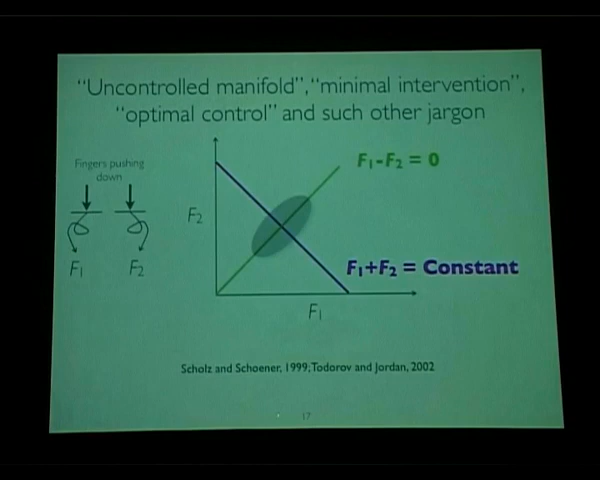 “Uncontrolled manifold”, “minimal intervention”,
“optimal control” and such other jargon
Fingers pushing
down
F1
F2
F2
F1-F2 = 0
F1+F2 = Constant
F1
Scholz and Schoener, 1999; Todorov and Jordan, 2002
17